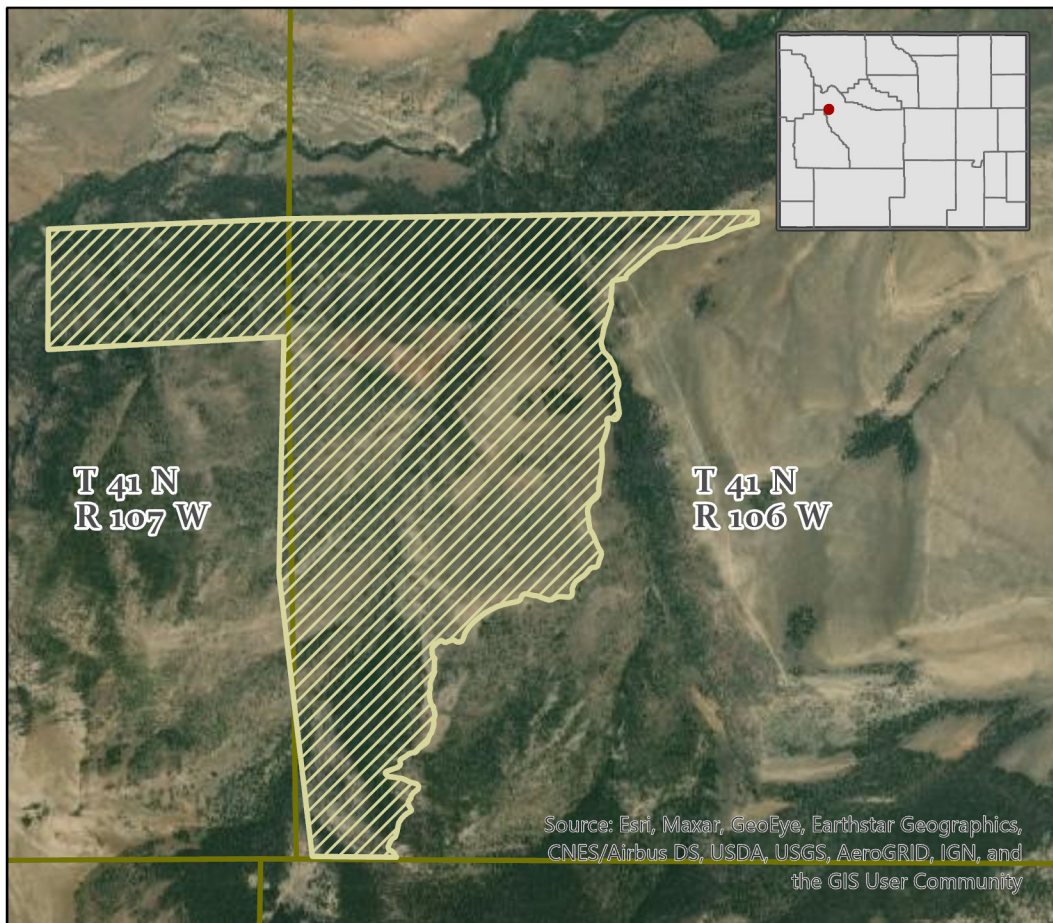 T 41 N
R 107 W
T 41 N
R 106 W
Source: Esri, Maxar, GeoEye, Earthstar Geographics,
CNES/Airbus DS, USDA, USGS, AeroGRID, IGN, and
the GIS User Community